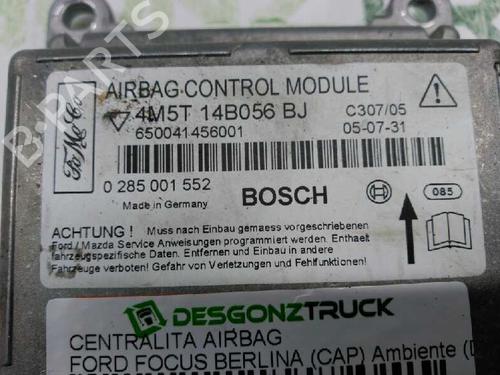 AIRBAG CONTROL MODULE
4M5T 14B056 BJ
C307/05
650041456001
05-07-31
FoMoCo
0 285 001 552
BOSCH
085
Made in Germany
ACHTUNG ! Muss nach Einbau gemaess vorgeschriebenen
Ford / Mazda Service Anweisungen programmiert werden. Enthaelt
fahrzeugspezifische Daten. Entfernen und Einbau in andere
Fahrzeuge verboten! Gefahr von Verletzungen und Fehlfunktionen!
B-PARTS
DESGONZTRUCK
CENTRALITA AIRBAG
FORD FOCUS BERLINA (CAP) Ambiente (D